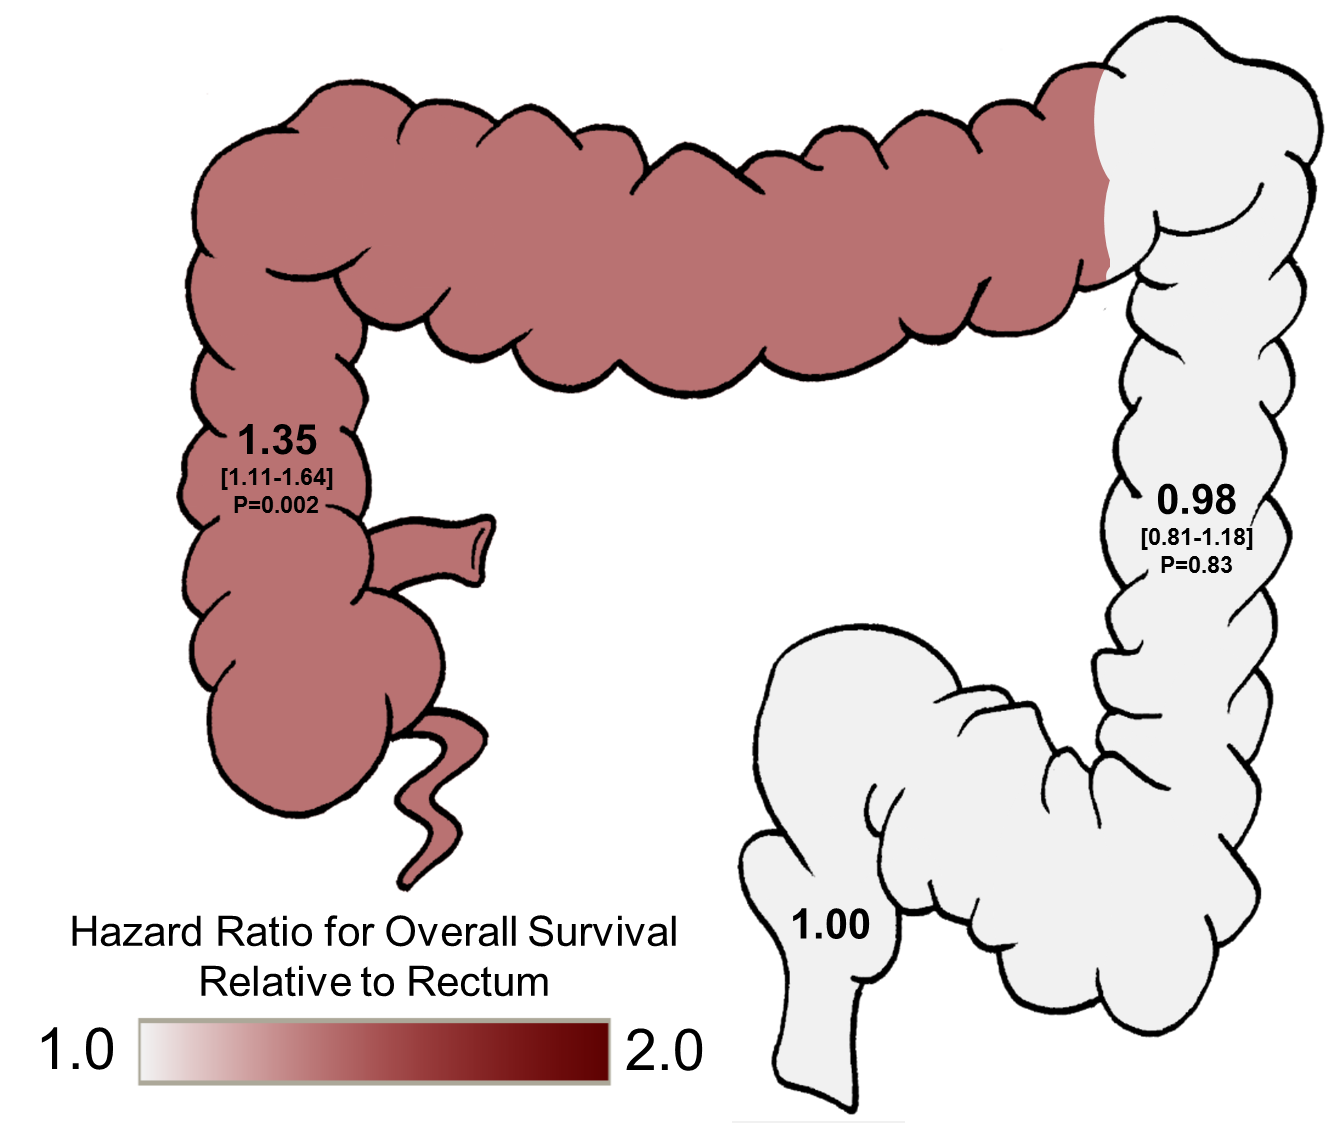 1.35
[1.11-1.64]
P=0.002
0.98
[0.81-1.18]
P=0.83
1.00
Hazard Ratio for Overall Survival
Relative to Rectum
1.0
2.0